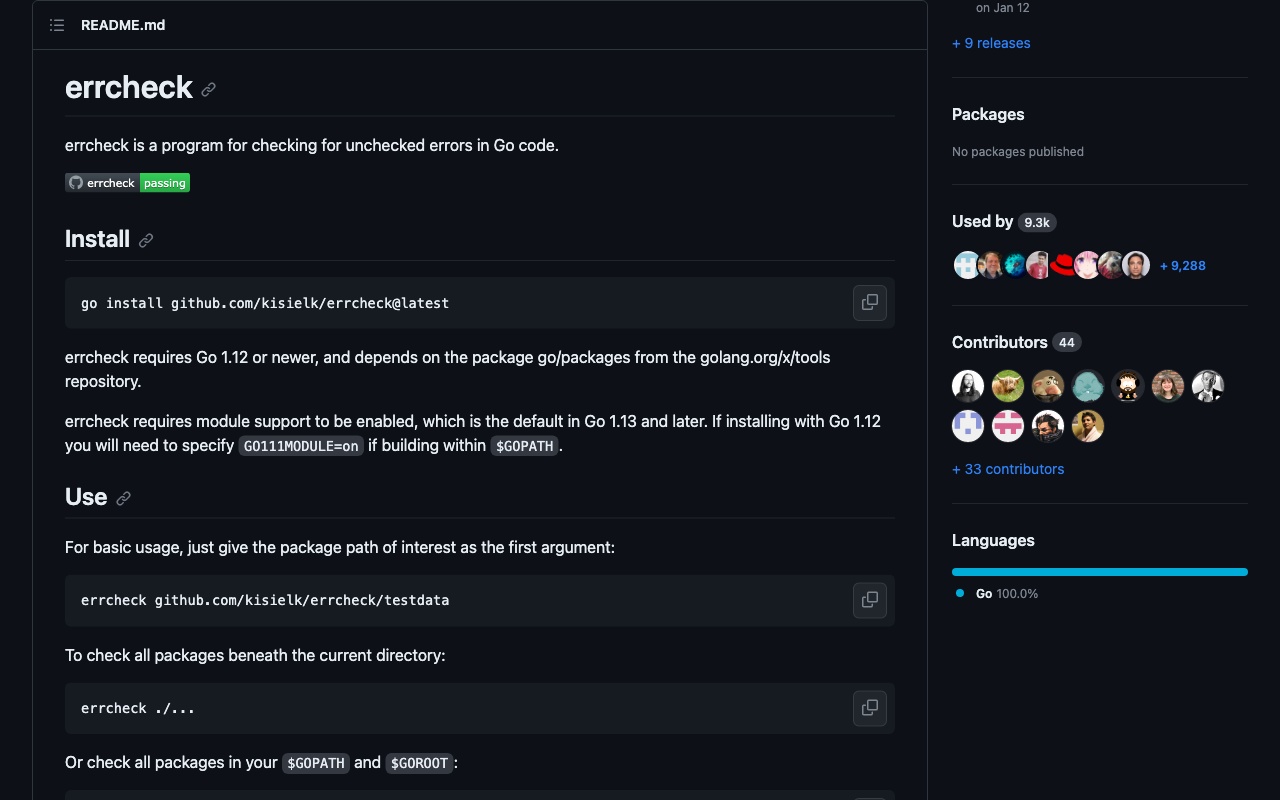 README.md
errcheck
errcheck is a program for checking for unchecked errors in Go code.
errcheck passing
Install
go install github.com/kisielk/errcheck@latest
errcheck requires Go 1.12 or newer, and depends on the package go/packages from the golang.org/x/tools
repository.
errcheck requires module support to be enabled, which is the default in Go 1.13 and later. If installing with Go 1.12
you will need to specify GO111MODULE=on if building within $GOPATH.
Use
For basic usage, just give the package path of interest as the first argument:
errcheck github.com/kisielk/errcheck/testdata
To check all packages beneath the current directory:
errcheck ./...
Or check all packages in your $GOPATH and $GOROOT:
on Jan 12
+ 9 releases
Packages
No packages published
Used by 9.3k
+ 9,288
Contributors 44
+ 33 contributors
Languages
Go 100.0%